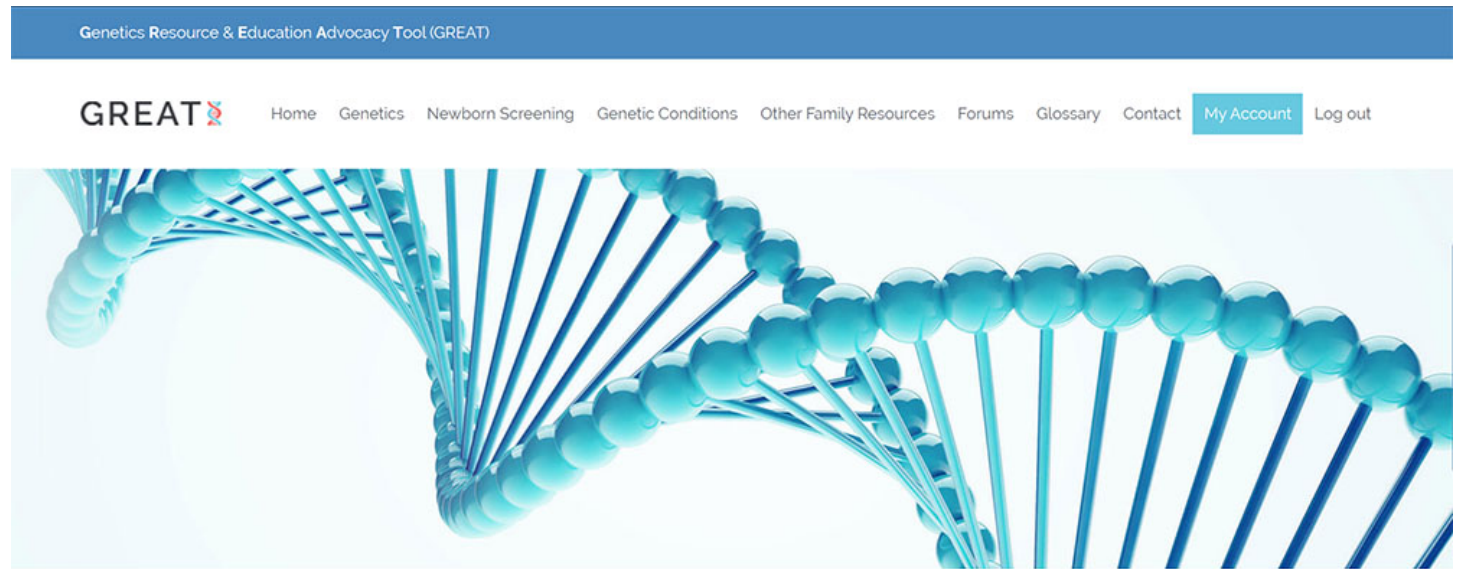 Genetics Resource & Education Advocacy Tool (GREAT)
GREAT Home Genetics Newborn Screening Genetic Conditions Other Family Resources Forums Glossary Contact My Account Log out